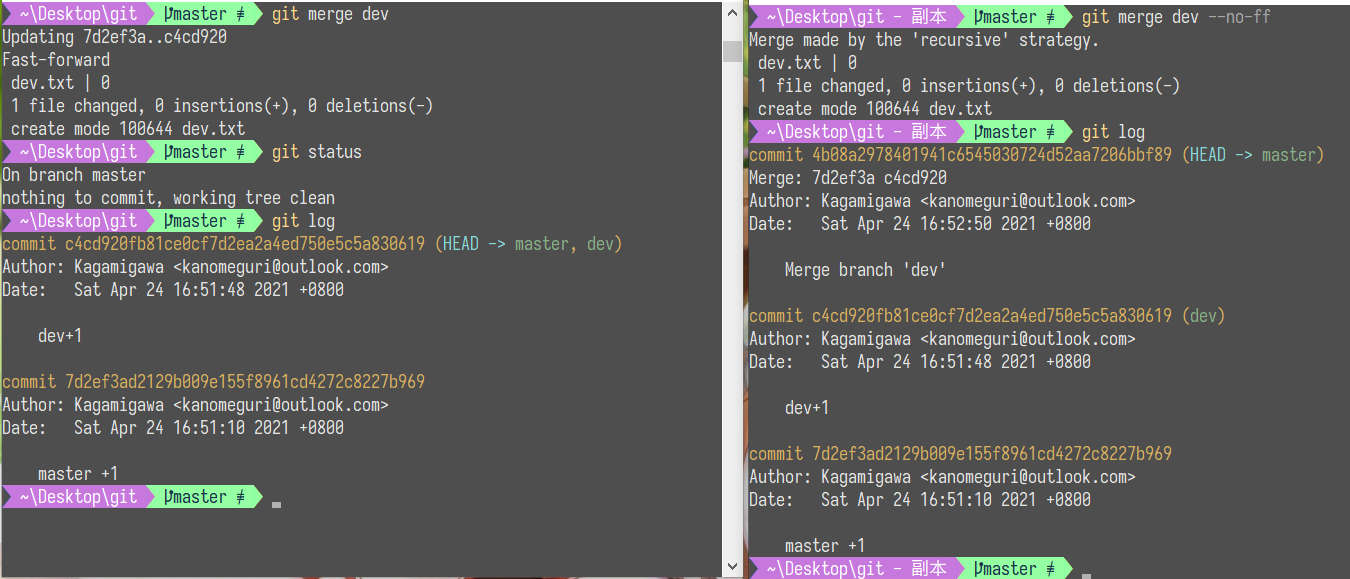 ~\Desktop\git master ≢ git merge dev
Updating 7d2ef3a..c4cd920
Fast-forward
dev.txt | 0
1 file changed, 0 insertions(+), 0 deletions(-)
create mode 100644 dev.txt
~\Desktop\git master ≢ git status
On branch master
nothing to commit, working tree clean
~\Desktop\git master ≢ git log
commit c4cd920fb81ce0cf7d2ea2a4ed750e5c5a830619 (HEAD -> master, dev)
Author: Kagamigawa <kanomeguri@outlook.com>
Date:   Sat Apr 24 16:51:48 2021 +0800
dev+1
commit 7d2ef3ad2129b009e155f8961cd4272c8227b969
Author: Kagamigawa <kanomeguri@outlook.com>
Date:   Sat Apr 24 16:51:10 2021 +0800
master +1
~\Desktop\git master ≢
~\Desktop\git - 副本 master ≢ git merge dev --no-ff
Merge made by the 'recursive' strategy.
dev.txt | 0
1 file changed, 0 insertions(+), 0 deletions(-)
create mode 100644 dev.txt
~\Desktop\git - 副本 master ≢ git log
commit 4b08a2978401941c6545030724d52aa7206bbf89 (HEAD -> master)
Merge: 7d2ef3a c4cd920
Author: Kagamigawa <kanomeguri@outlook.com>
Date:   Sat Apr 24 16:52:50 2021 +0800
Merge branch 'dev'
commit c4cd920fb81ce0cf7d2ea2a4ed750e5c5a830619 (dev)
Author: Kagamigawa <kanomeguri@outlook.com>
Date:   Sat Apr 24 16:51:48 2021 +0800
dev+1
commit 7d2ef3ad2129b009e155f8961cd4272c8227b969
Author: Kagamigawa <kanomeguri@outlook.com>
Date:   Sat Apr 24 16:51:10 2021 +0800
master +1
~\Desktop\git - 副本 master ≢